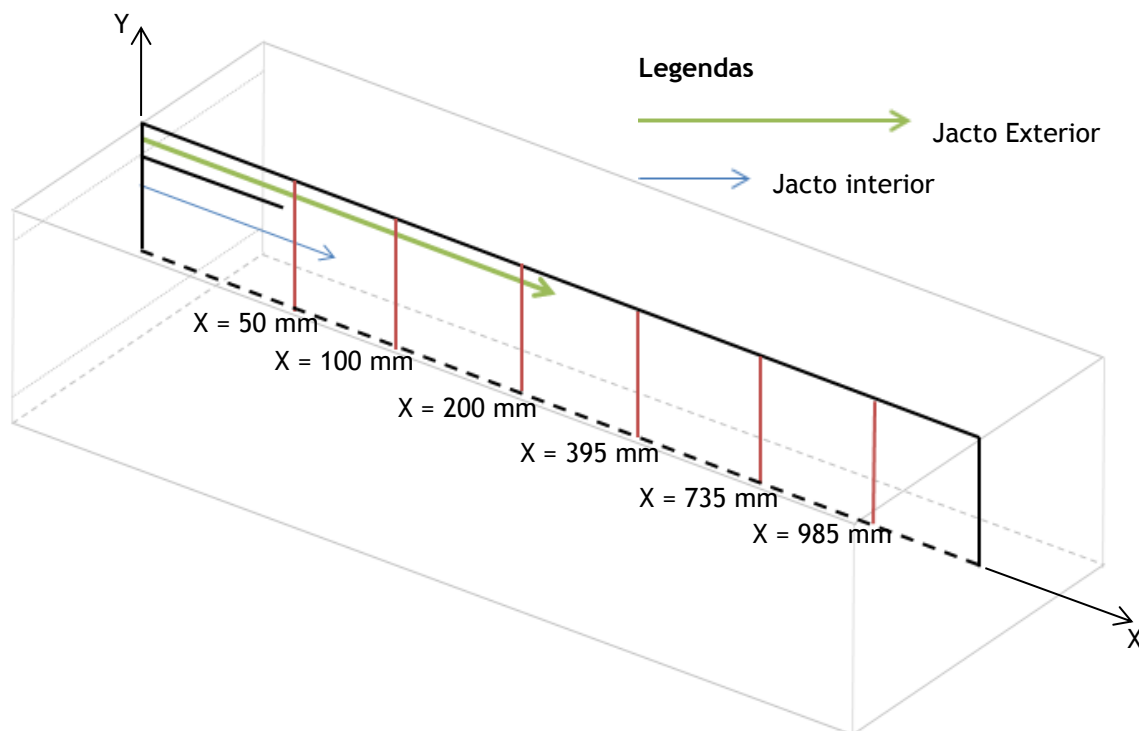 Y
Legendas
Jacto Exterior
Jacto interior
X = 50 mm
X = 100 mm
X = 200 mm
X = 395 mm
X = 735 mm
X = 985 mm
X